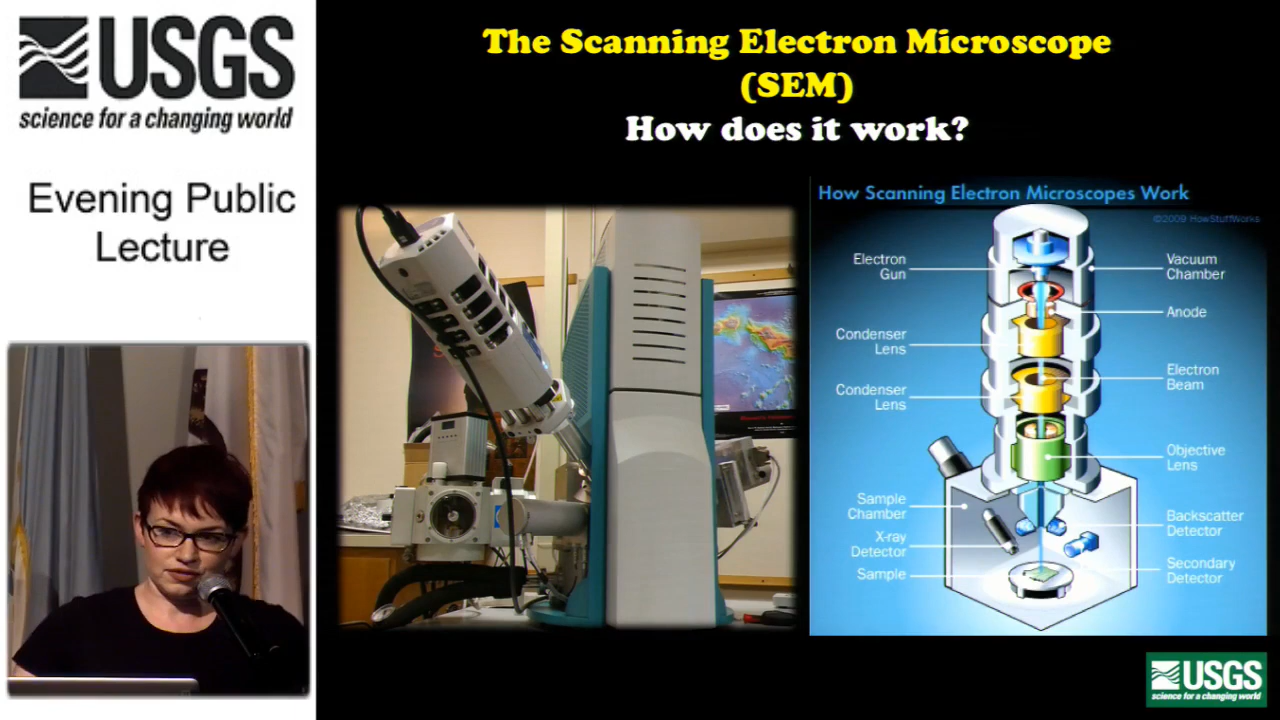 USGS
science for a changing world
Evening Public
Lecture
The Scanning Electron Microscope
(SEM)
How does it work?
How Scanning Electron Microscopes Work
©2009 HowStuffWorks
Electron
Gun
Condenser
Lens
Condenser
Lens
Sample
Chamber
X-ray
Detector
Sample
Vacuum
Chamber
Anode
Electron
Beam
Objective
Lens
Backscatter
Detector
Secondary
Detector
USGS
science for a changing world